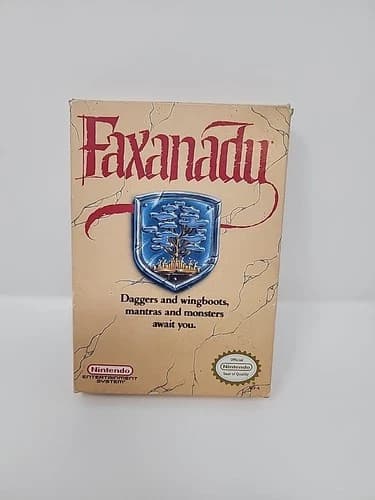 Faxanadu
Daggers and wingboots,
mantras and monsters
await you.
Nintendo
ENTERTAINMENT
SYSTEM
Official
Nintendo
Seal of Quality